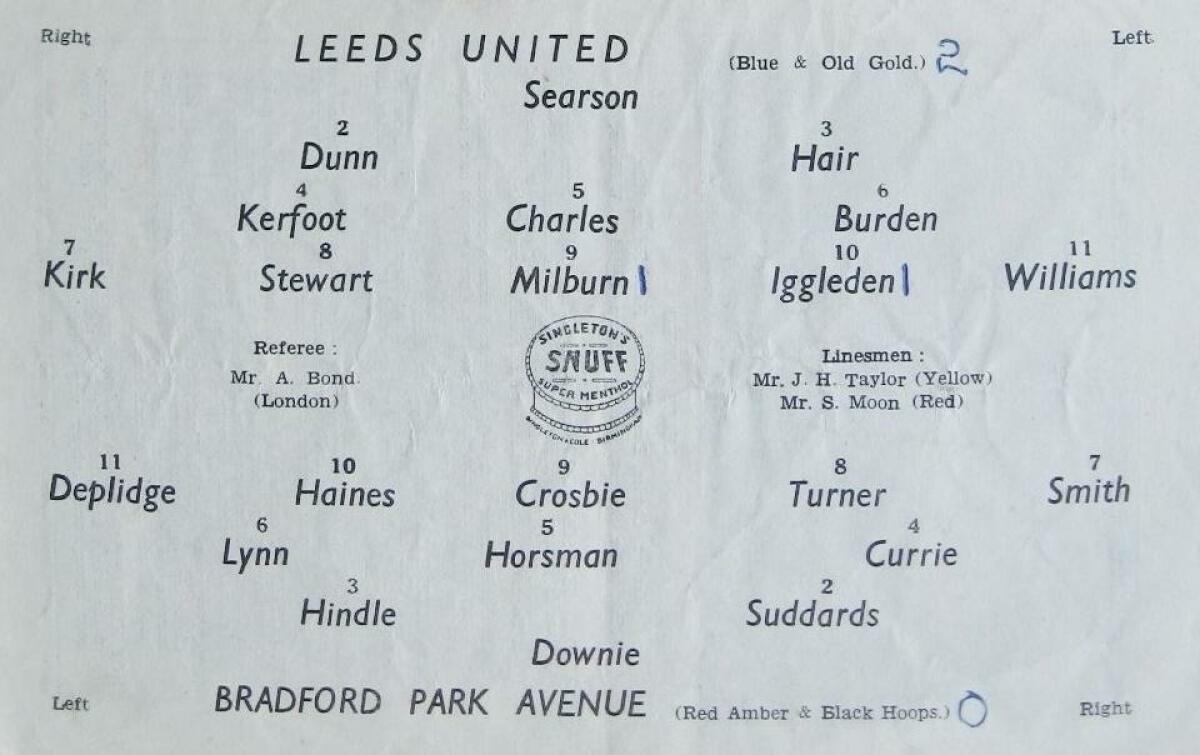 Right LEEDS UNITED (Blue & Old Gold.) 2 Left
Searson
2 3
Dunn Hair
4 5 6
Kerfoot Charles Burden
7 8 9 10 11
Kirk Stewart Milburn 1 Iggleden 1 Williams
Referee :
Mr. A. Bond.
(London)
SINGLETON'S
SNUFF
SUPER MENTHOL
SINGLETON & COLE · BIRMINGHAM
Linesmen :
Mr. J. H. Taylor (Yellow)
Mr. S. Moon (Red)
11 10 9 8 7
Deplidge Haines Crosbie Turner Smith
6 5 4
Lynn Horsman Currie
3 2
Hindle Suddards
Downie
Left BRADFORD PARK AVENUE (Red Amber & Black Hoops.) 0 Right